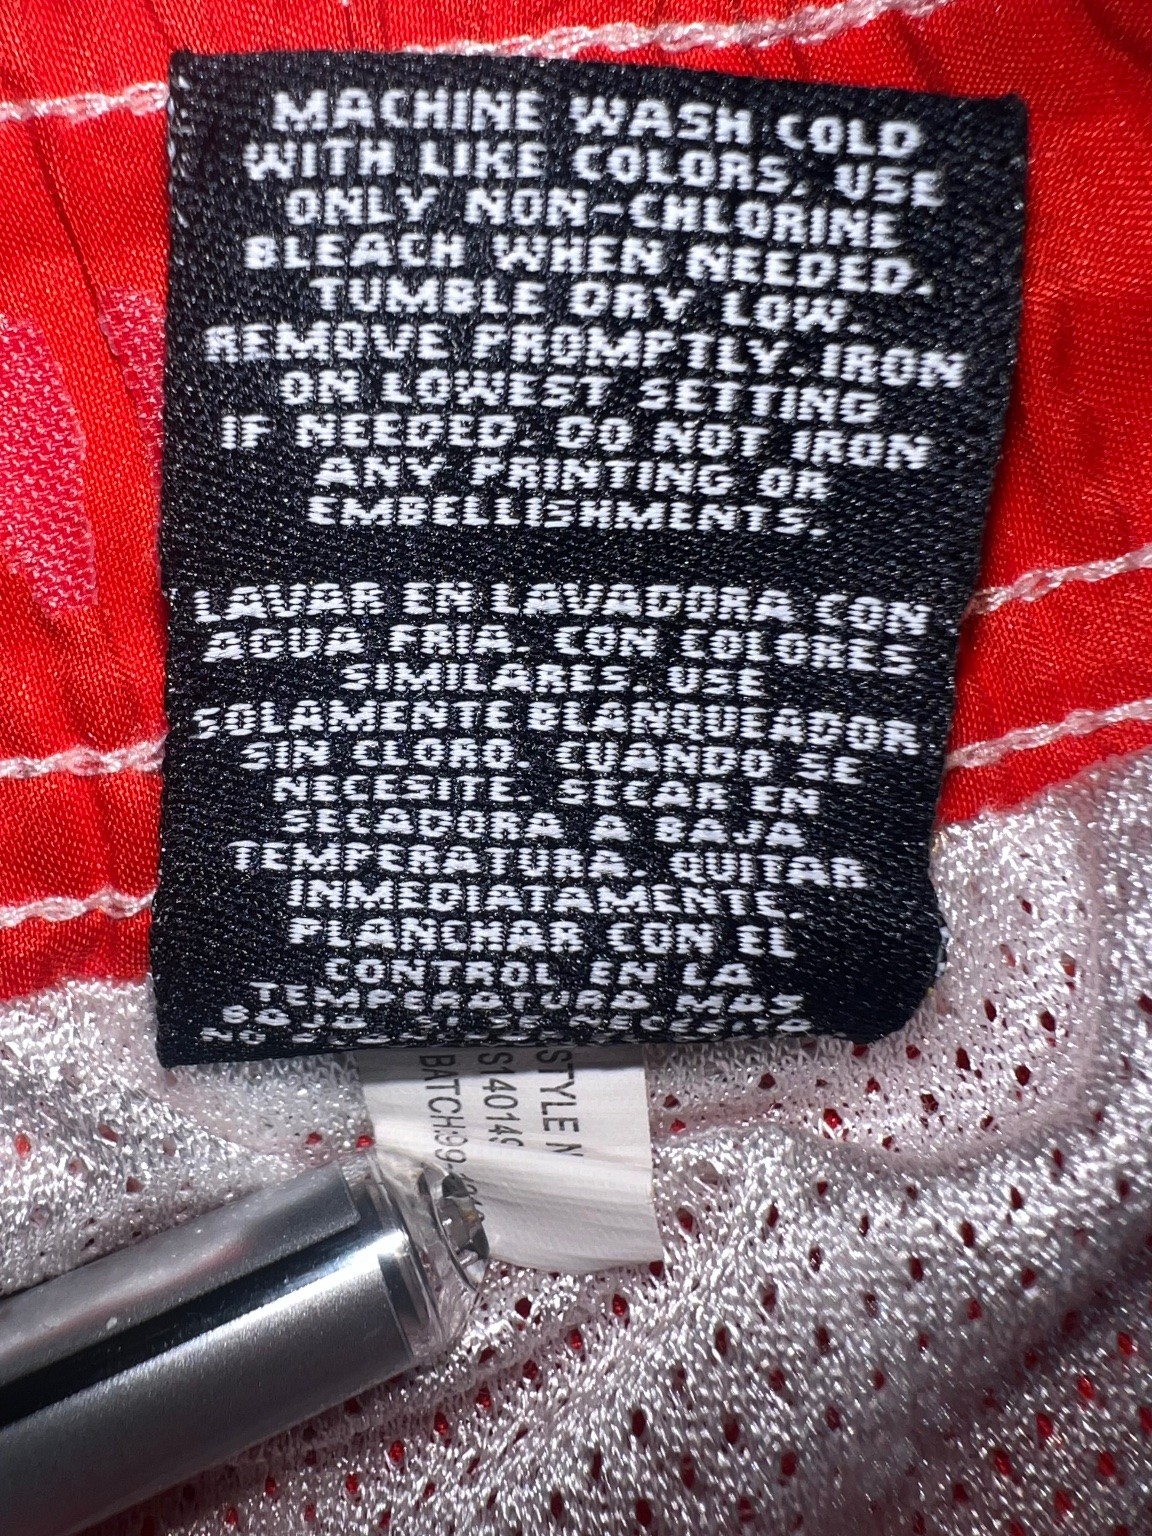 MACHINE WASH COLD
WITH LIKE COLORS. USE
ONLY NON-CHLORINE
BLEACH WHEN NEEDED.
TUMBLE DRY LOW.
REMOVE PROMPTLY. IRON
ON LOWEST SETTING
IF NEEDED. DO NOT IRON
ANY PRINTING OR
EMBELLISHMENTS.
LAVAR EN LAVADORA CON
AGUA FRIA. CON COLORES
SIMILARES. USE
SOLAMENTE BLANQUEADOR
SIN CLORO. CUANDO SE
NECESITE. SECAR EN
SECADORA A BAJA
TEMPERATURA. QUITAR
INMEDIATAMENTE.
PLANCHAR CON EL
CONTROL EN LA
TEMPERATURA MAS
STYLE N
S14014
BATCH